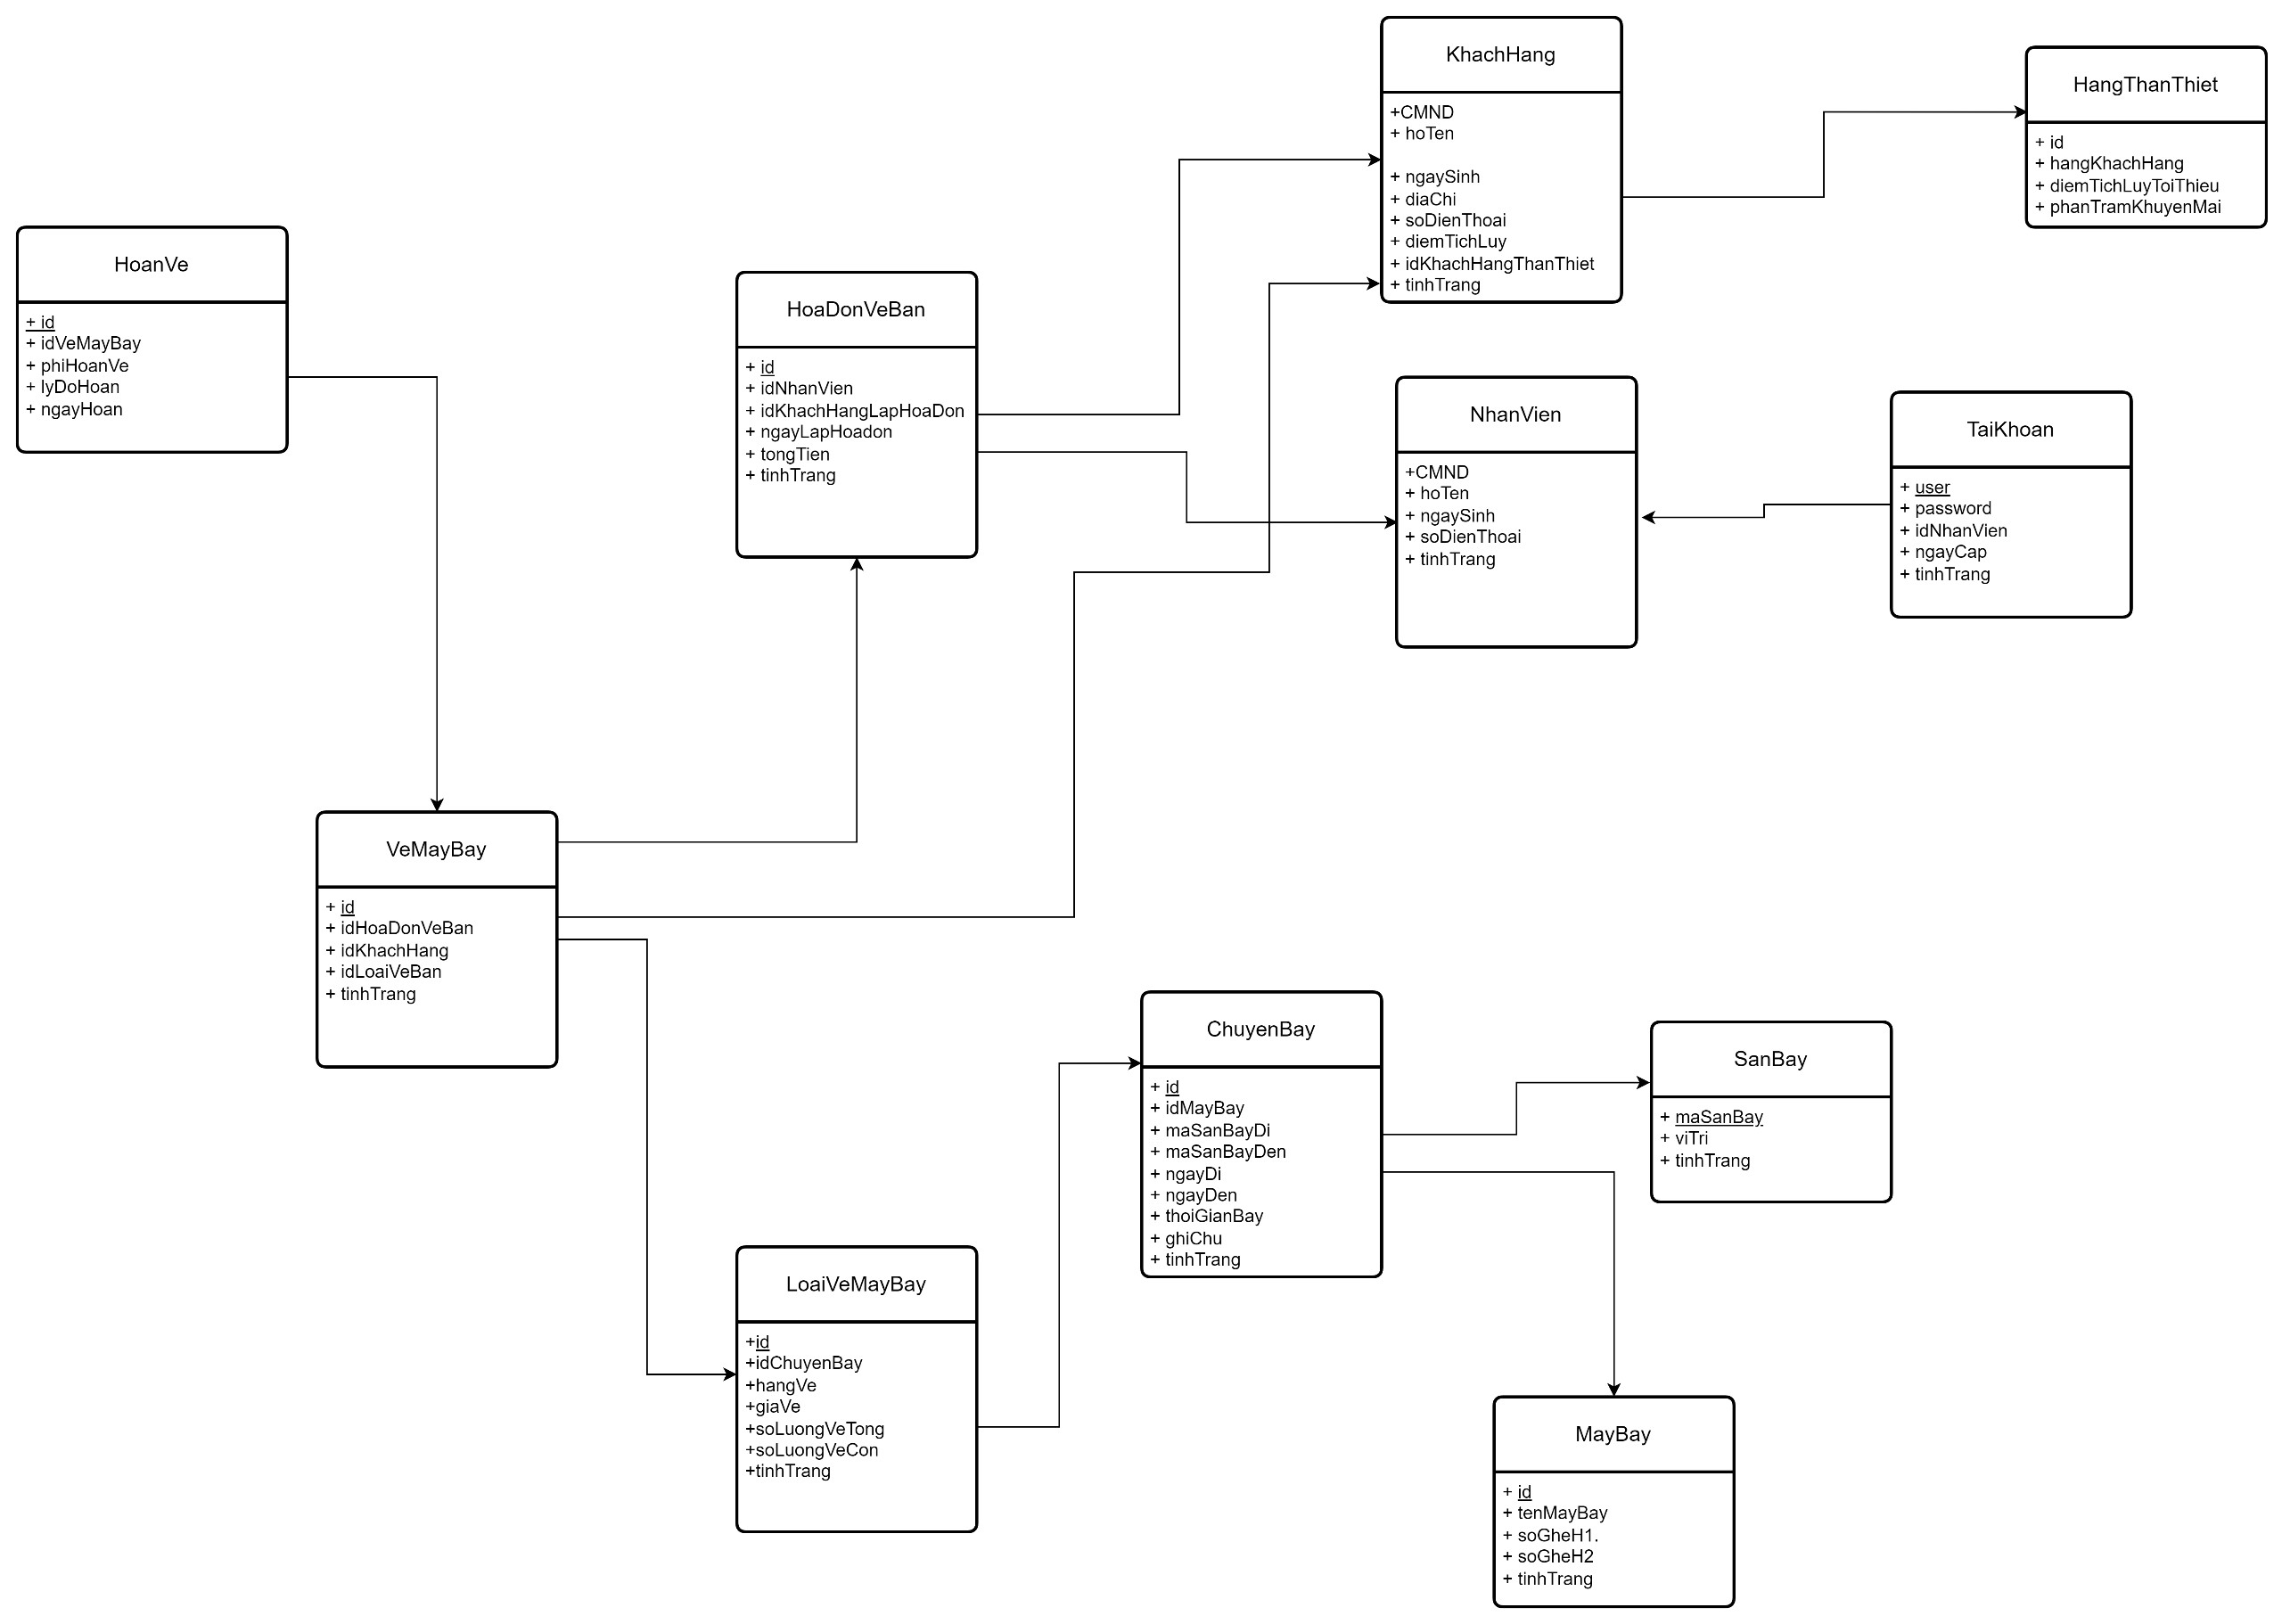 KhachHang
+CMND
+ hoTen
+ ngaySinh
+ diaChi
+ soDienThoai
+ diemTichLuy
+ idKhachHangThanThiet
+ tinhTrang
HangThanThiet
+ id
+ hangKhachHang
+ diemTichLuyToiThieu
+ phanTramKhuyenMai
HoanVe
+ id
+ idVeMayBay
+ phiHoanVe
+ lyDoHoan
+ ngayHoan
HoaDonVeBan
+ id
+ idNhanVien
+ idKhachHangLapHoaDon
+ ngayLapHoadon
+ tongTien
+ tinhTrang
NhanVien
+CMND
+ hoTen
+ ngaySinh
+ soDienThoai
+ tinhTrang
TaiKhoan
+ user
+ password
+ idNhanVien
+ ngayCap
+ tinhTrang
VeMayBay
+ id
+ idHoaDonVeBan
+ idKhachHang
+ idLoaiVeBan
+ tinhTrang
ChuyenBay
+ id
+ idMayBay
+ maSanBayDi
+ maSanBayDen
+ ngayDi
+ ngayDen
+ thoiGianBay
+ ghiChu
+ tinhTrang
SanBay
+ maSanBay
+ viTri
+ tinhTrang
LoaiVeMayBay
+id
+idChuyenBay
+hangVe
+giaVe
+soLuongVeTong
+soLuongVeCon
+tinhTrang
MayBay
+ id
+ tenMayBay
+ soGheH1.
+ soGheH2
+ tinhTrang